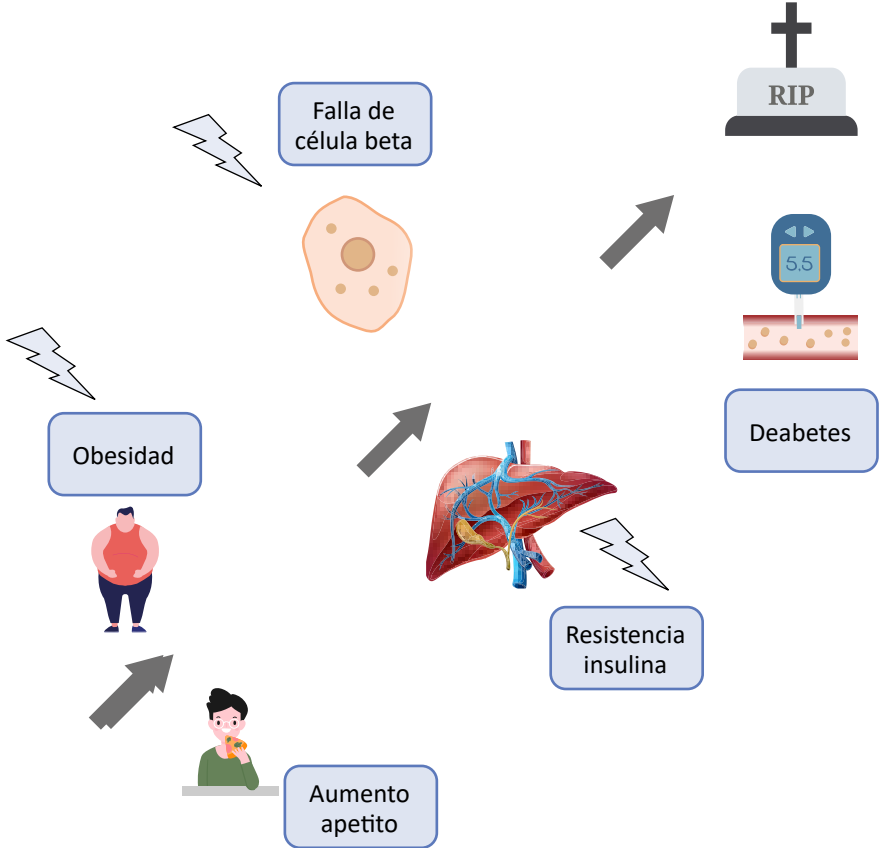 RIP
Falla de
célula beta
5.5
Deabetes
Obesidad
Resistencia
insulina
Aumento
apetito